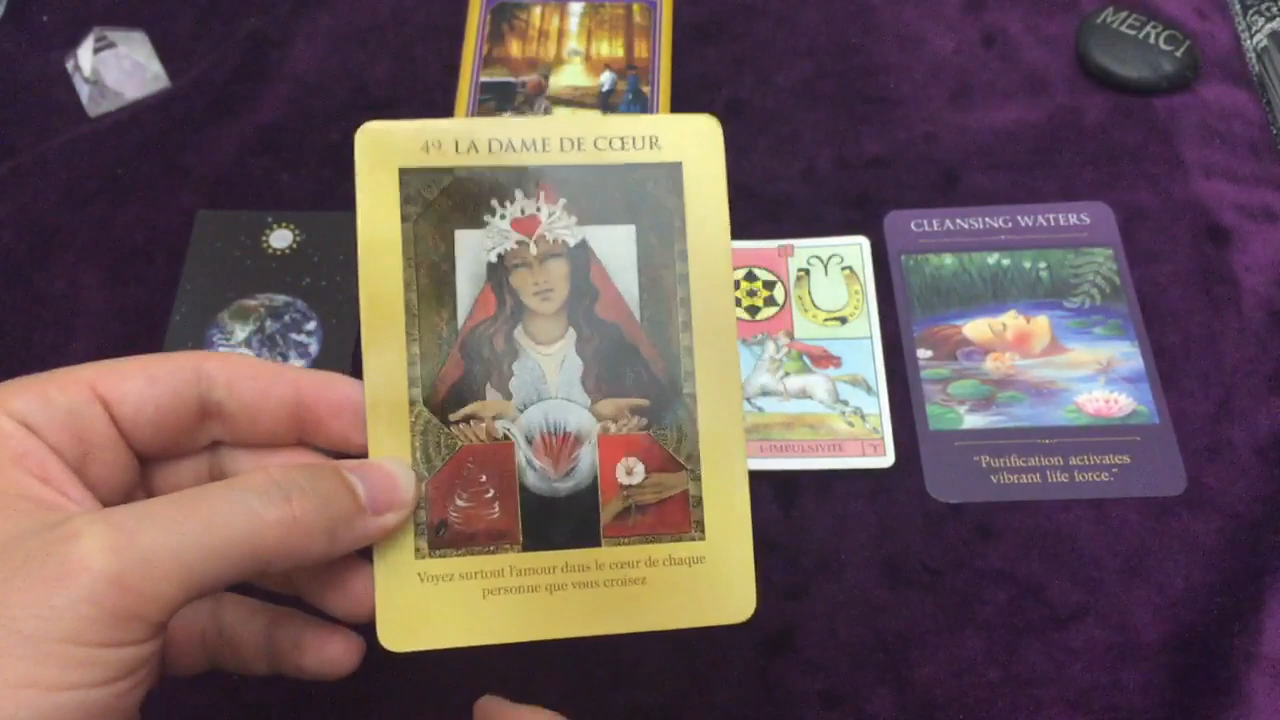 MERCI
49. LA DAME DE CŒUR
Voyez surtout l'amour dans le cœur de chaque
personne que vous croisez
L'IMPULSIVITÉ
CLEANSING WATERS
"Purification activates
vibrant life force."